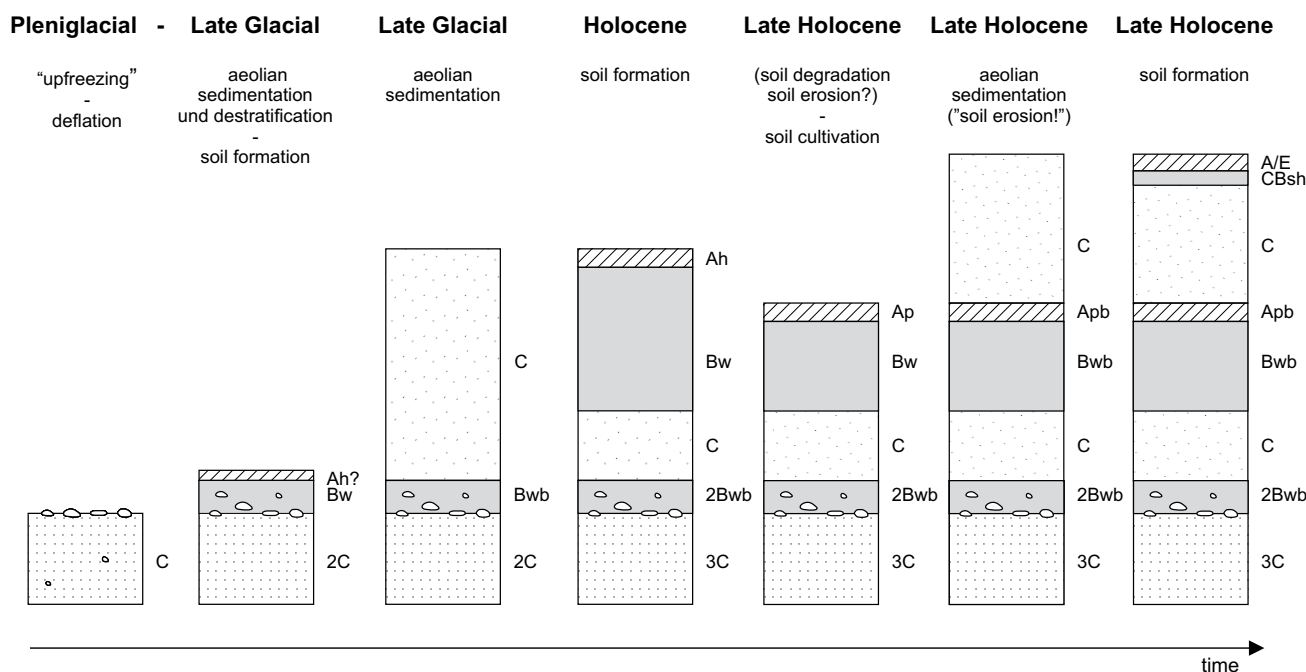 Pleniglacial - Late Glacial
Late Glacial
Holocene
Late Holocene
Late Holocene
Late Holocene
“upfreezing”
-
deflation
aeolian
sedimentation
und destratification
-
soil formation
aeolian
sedimentation
soil formation
(soil degradation
soil erosion?)
-
soil cultivation
aeolian
sedimentation
(”soil erosion!”)
soil formation
C
Ah?
Bw
2C
C
Bwb
2C
Ah
Bw
C
2Bwb
3C
Ap
Bw
C
2Bwb
3C
C
Apb
Bwb
C
2Bwb
3C
A/E
CBsh
C
Apb
Bwb
C
2Bwb
3C
time